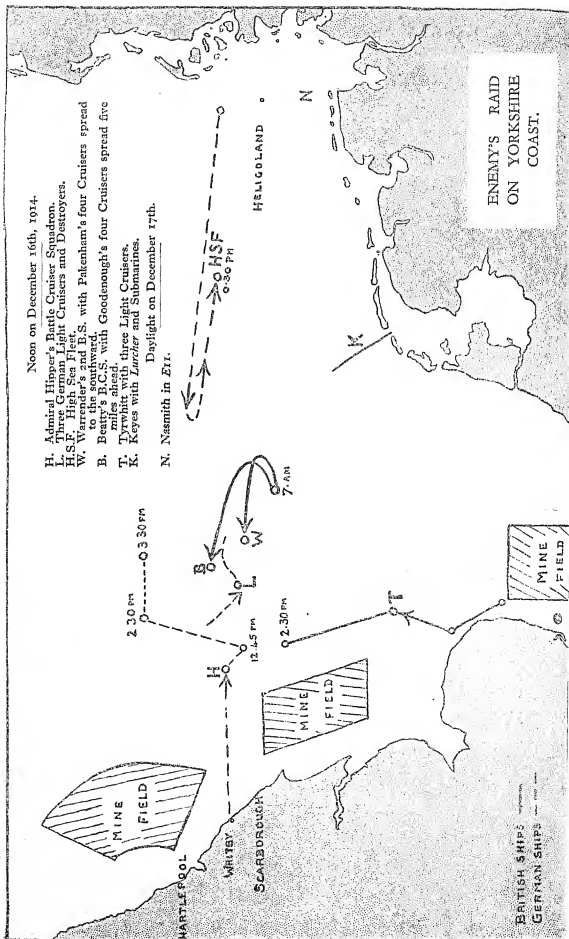 Noon on December 16th, 1914.
H. Admiral Hipper's Battle Cruiser Squadron.
L. Three German Light Cruisers and Destroyers.
H.S.F. High Sea Fleet.
W. Warrender's 2nd B.S. with Pakenham's four Cruisers spread
to the southward.
B. Beatty's B.C.S. with Goodenough's four Cruisers spread five
miles ahead.
T. Tyrwhitt with three Light Cruisers.
K. Keyes with Lurcher and Submarines.
Daylight on December 17th.
N. Nasmith in E11.
HSF
0.30 PM
HELIGOLAND
N
K
ENEMY'S RAID
ON YORKSHIRE
COAST.
2 30 PM
3 30 PM
B
W
7. AM
L
H
12.45 PM
2.30 PM
T
MINE
FIELD
MINE
FIELD
MINE
FIELD
HARTLEPOOL
WHITBY
SCARBOROUGH
BRITISH SHIPS
GERMAN SHIPS